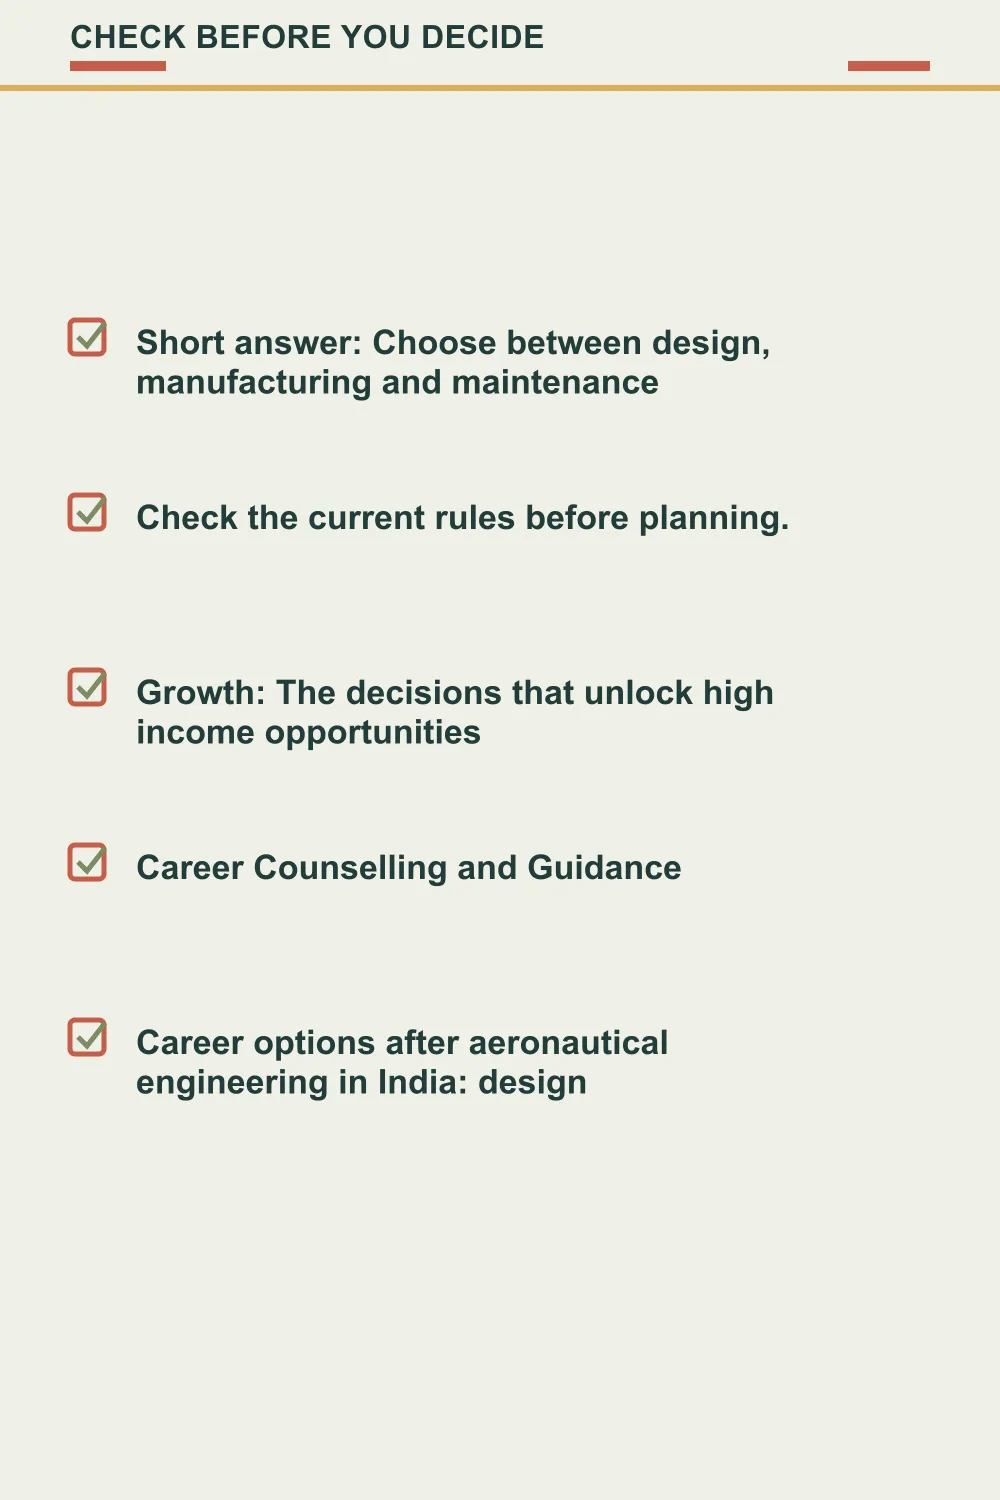 CHECK BEFORE YOU DECIDE
Short answer: Choose between design,
manufacturing and maintenance
Check the current rules before planning.
Growth: The decisions that unlock high
income opportunities
Career Counselling and Guidance
Career options after aeronautical
engineering in India: design